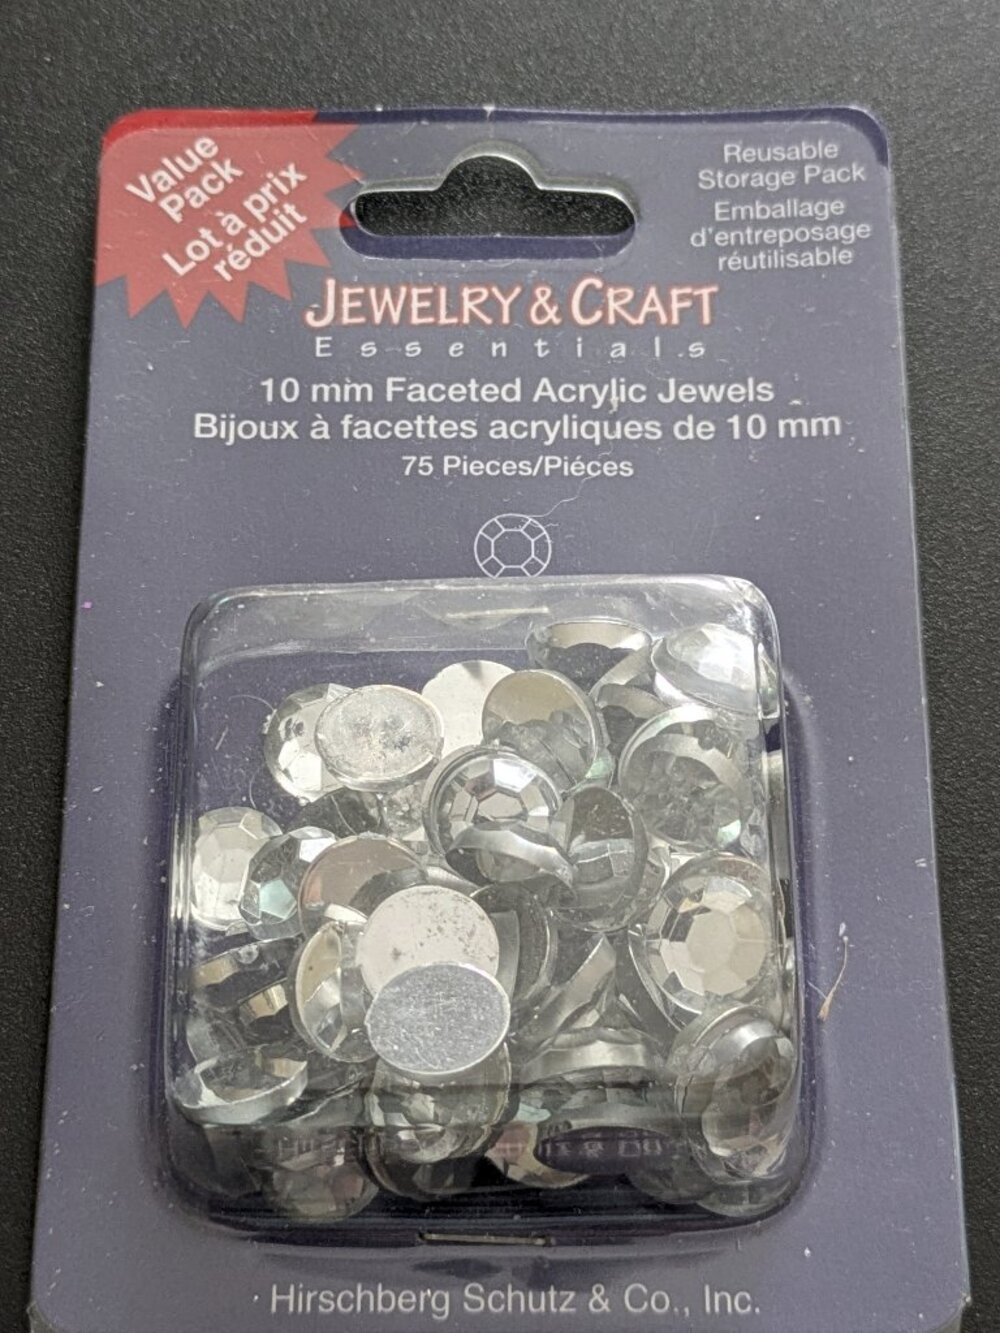 Value
Pack
Lot à prix
réduit
Reusable
Storage Pack
Emballage
d'entreposage
réutilisable
JEWELRY & CRAFT
Essentials
10 mm Faceted Acrylic Jewels
Bijoux à facettes acryliques de 10 mm
75 Pieces/Piéces
Hirschberg Schutz & Co., Inc.